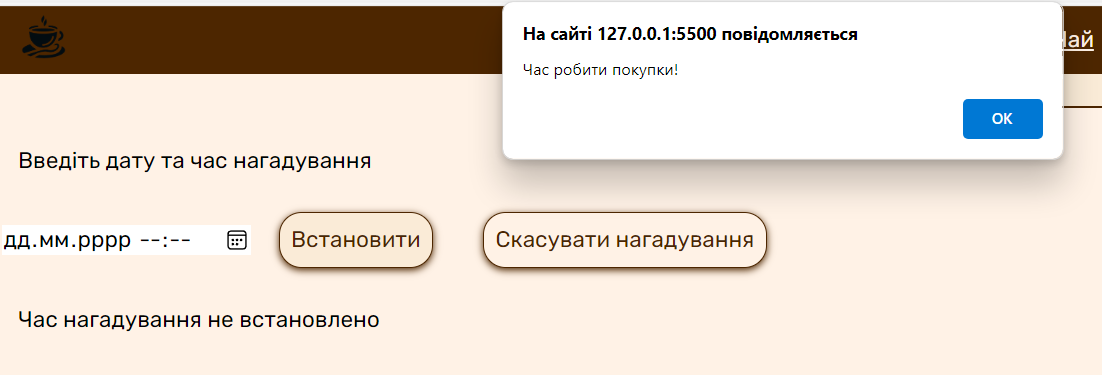 На сайті 127.0.0.1:5500 повідомляється
Час робити покупки!
OK
Введіть дату та час нагадування
дд.мм.рррр --:--
Встановити
Скасувати нагадування
Час нагадування не встановлено